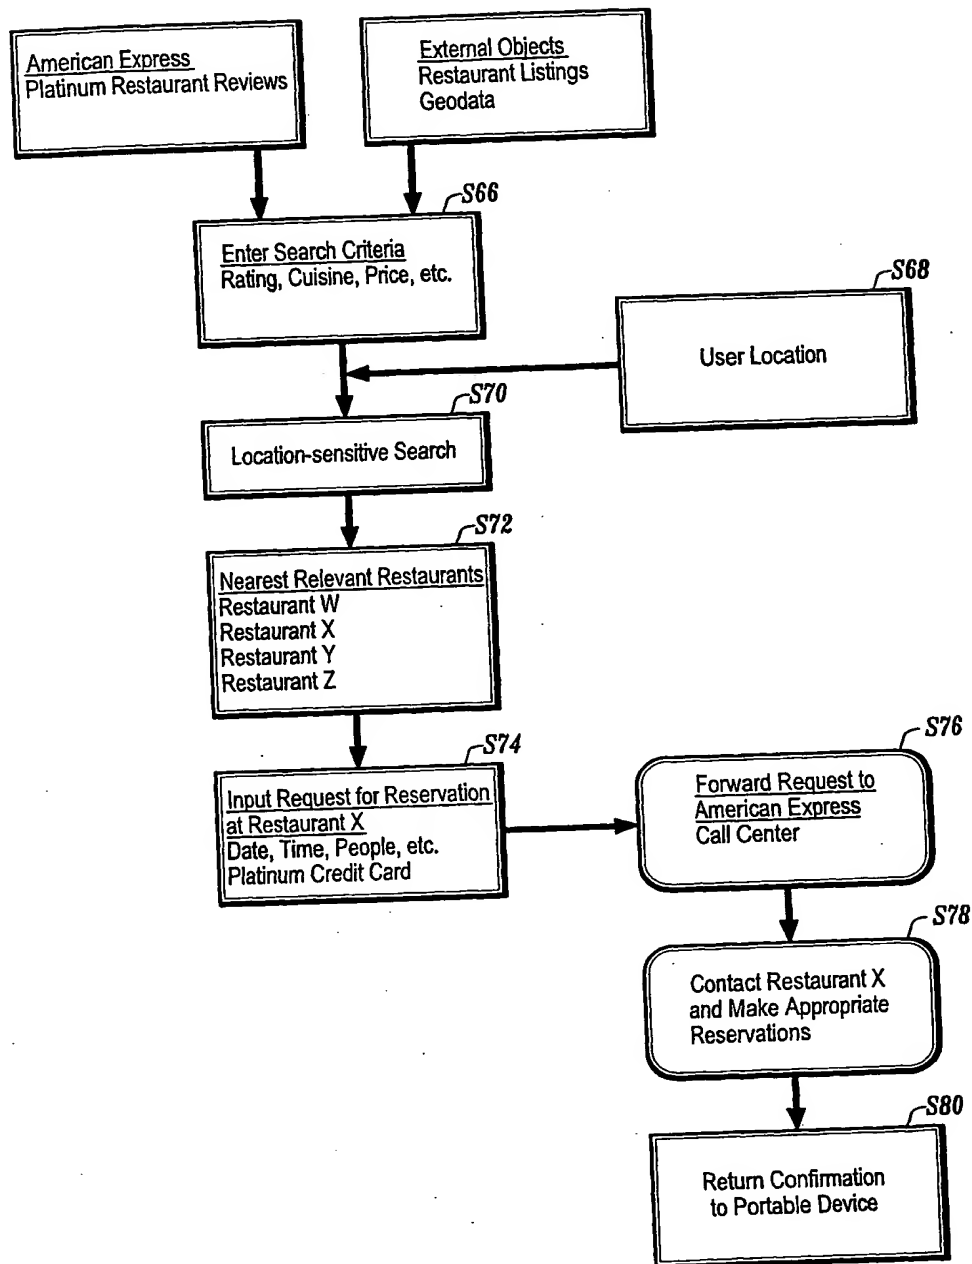 American Express
Platinum Restaurant Reviews
External Objects
Restaurant Listings
Geodata
S66
Enter Search Criteria
Rating, Cuisine, Price, etc.
S68
User Location
S70
Location-sensitive Search
S72
Nearest Relevant Restaurants
Restaurant W
Restaurant X
Restaurant Y
Restaurant Z
S74
Input Request for Reservation
at Restaurant X
Date, Time, People, etc.
Platinum Credit Card
S76
Forward Request to
American Express
Call Center
S78
Contact Restaurant X
and Make Appropriate
Reservations
S80
Return Confirmation
to Portable Device